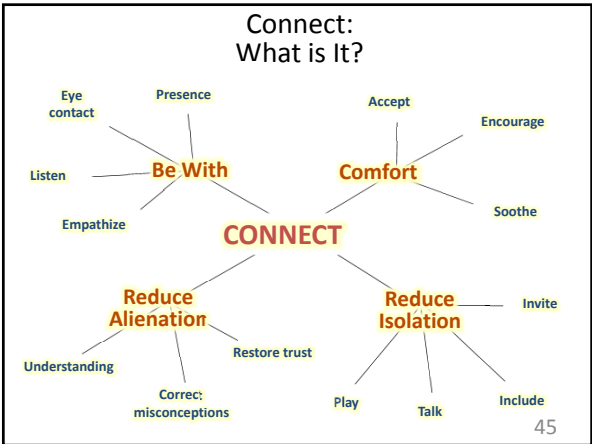 Connect:
What is It?
Eye
contact
Presence
Listen
Be With
Empathize
Accept
Encourage
Comfort
Soothe
CONNECT
Reduce
Alienation
Understanding
Correct
misconceptions
Restore trust
Reduce
Isolation
Invite
Play
Talk
Include
45